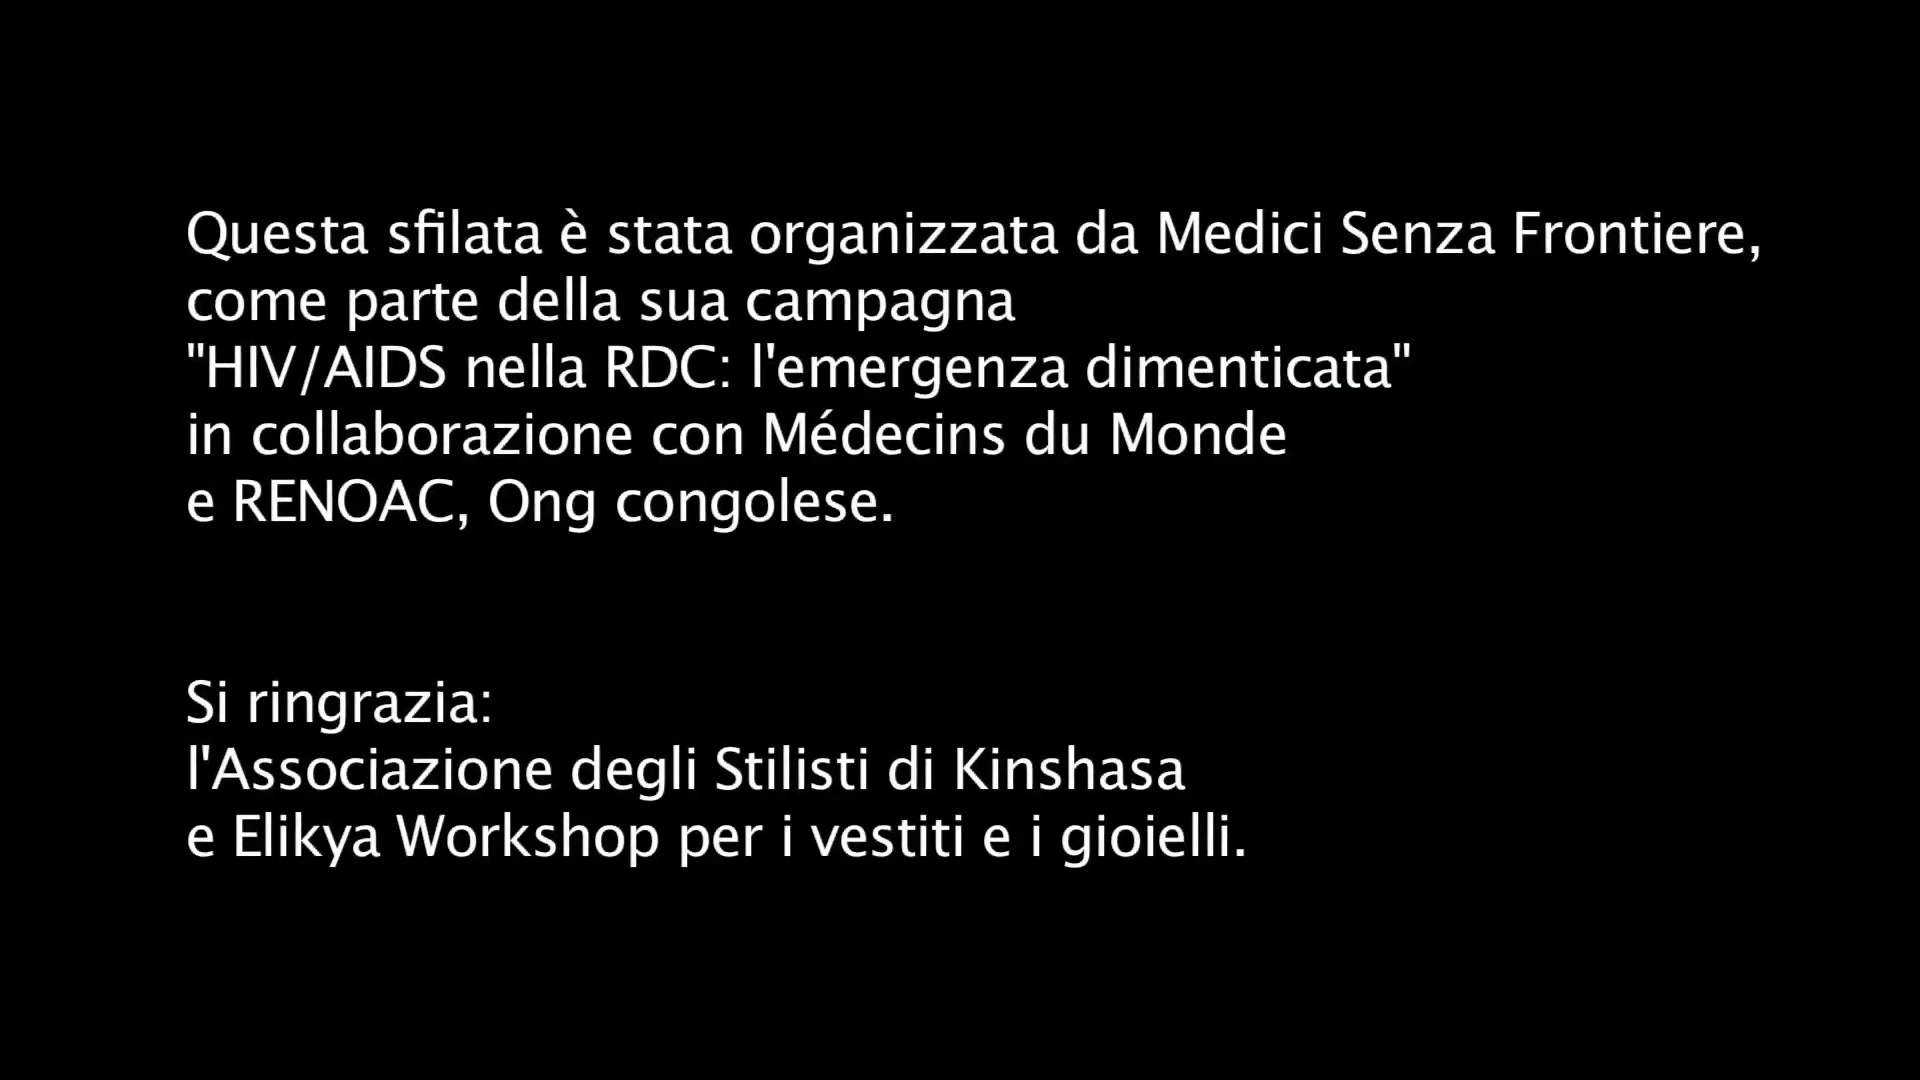 Questa sfilata è stata organizzata da Medici Senza Frontiere,
come parte della sua campagna
"HIV/AIDS nella RDC: l'emergenza dimenticata"
in collaborazione con Médecins du Monde
e RENOAC, Ong congolese.
Si ringrazia:
l'Associazione degli Stilisti di Kinshasa
e Elikya Workshop per i vestiti e i gioielli.